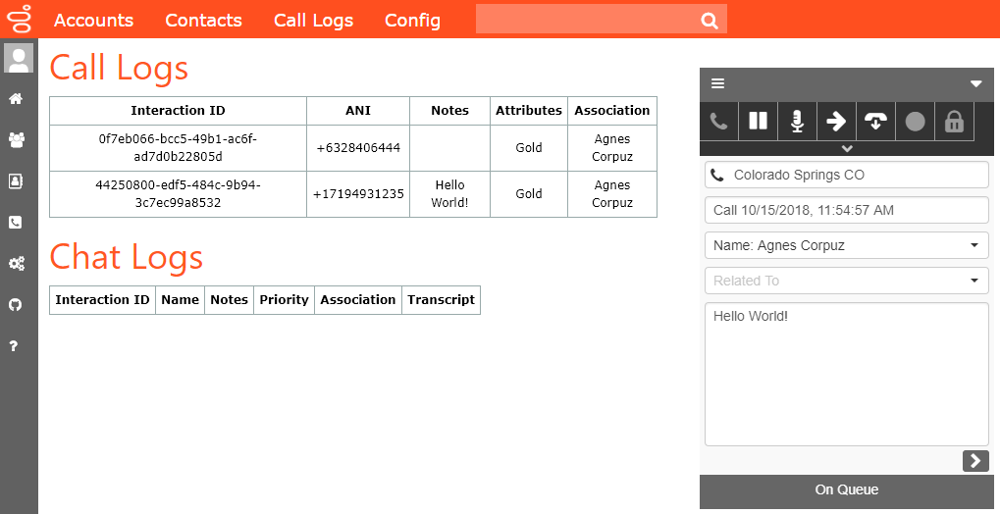 Accounts Contacts Call Logs Config
Call Logs
Interaction ID ANI Notes Attributes Association
0f7eb066-bcc5-49b1-ac6f-
ad7d0b22805d +6328406444 Gold Agnes
Corpuz
44250800-edf5-484c-9b94-
3c7ec99a8532 +17194931235 Hello
World! Gold Agnes
Corpuz
Chat Logs
Interaction ID Name Notes Priority Association Transcript
?
Colorado Springs CO
Call 10/15/2018, 11:54:57 AM
Name: Agnes Corpuz
Related To
Hello World!
On Queue